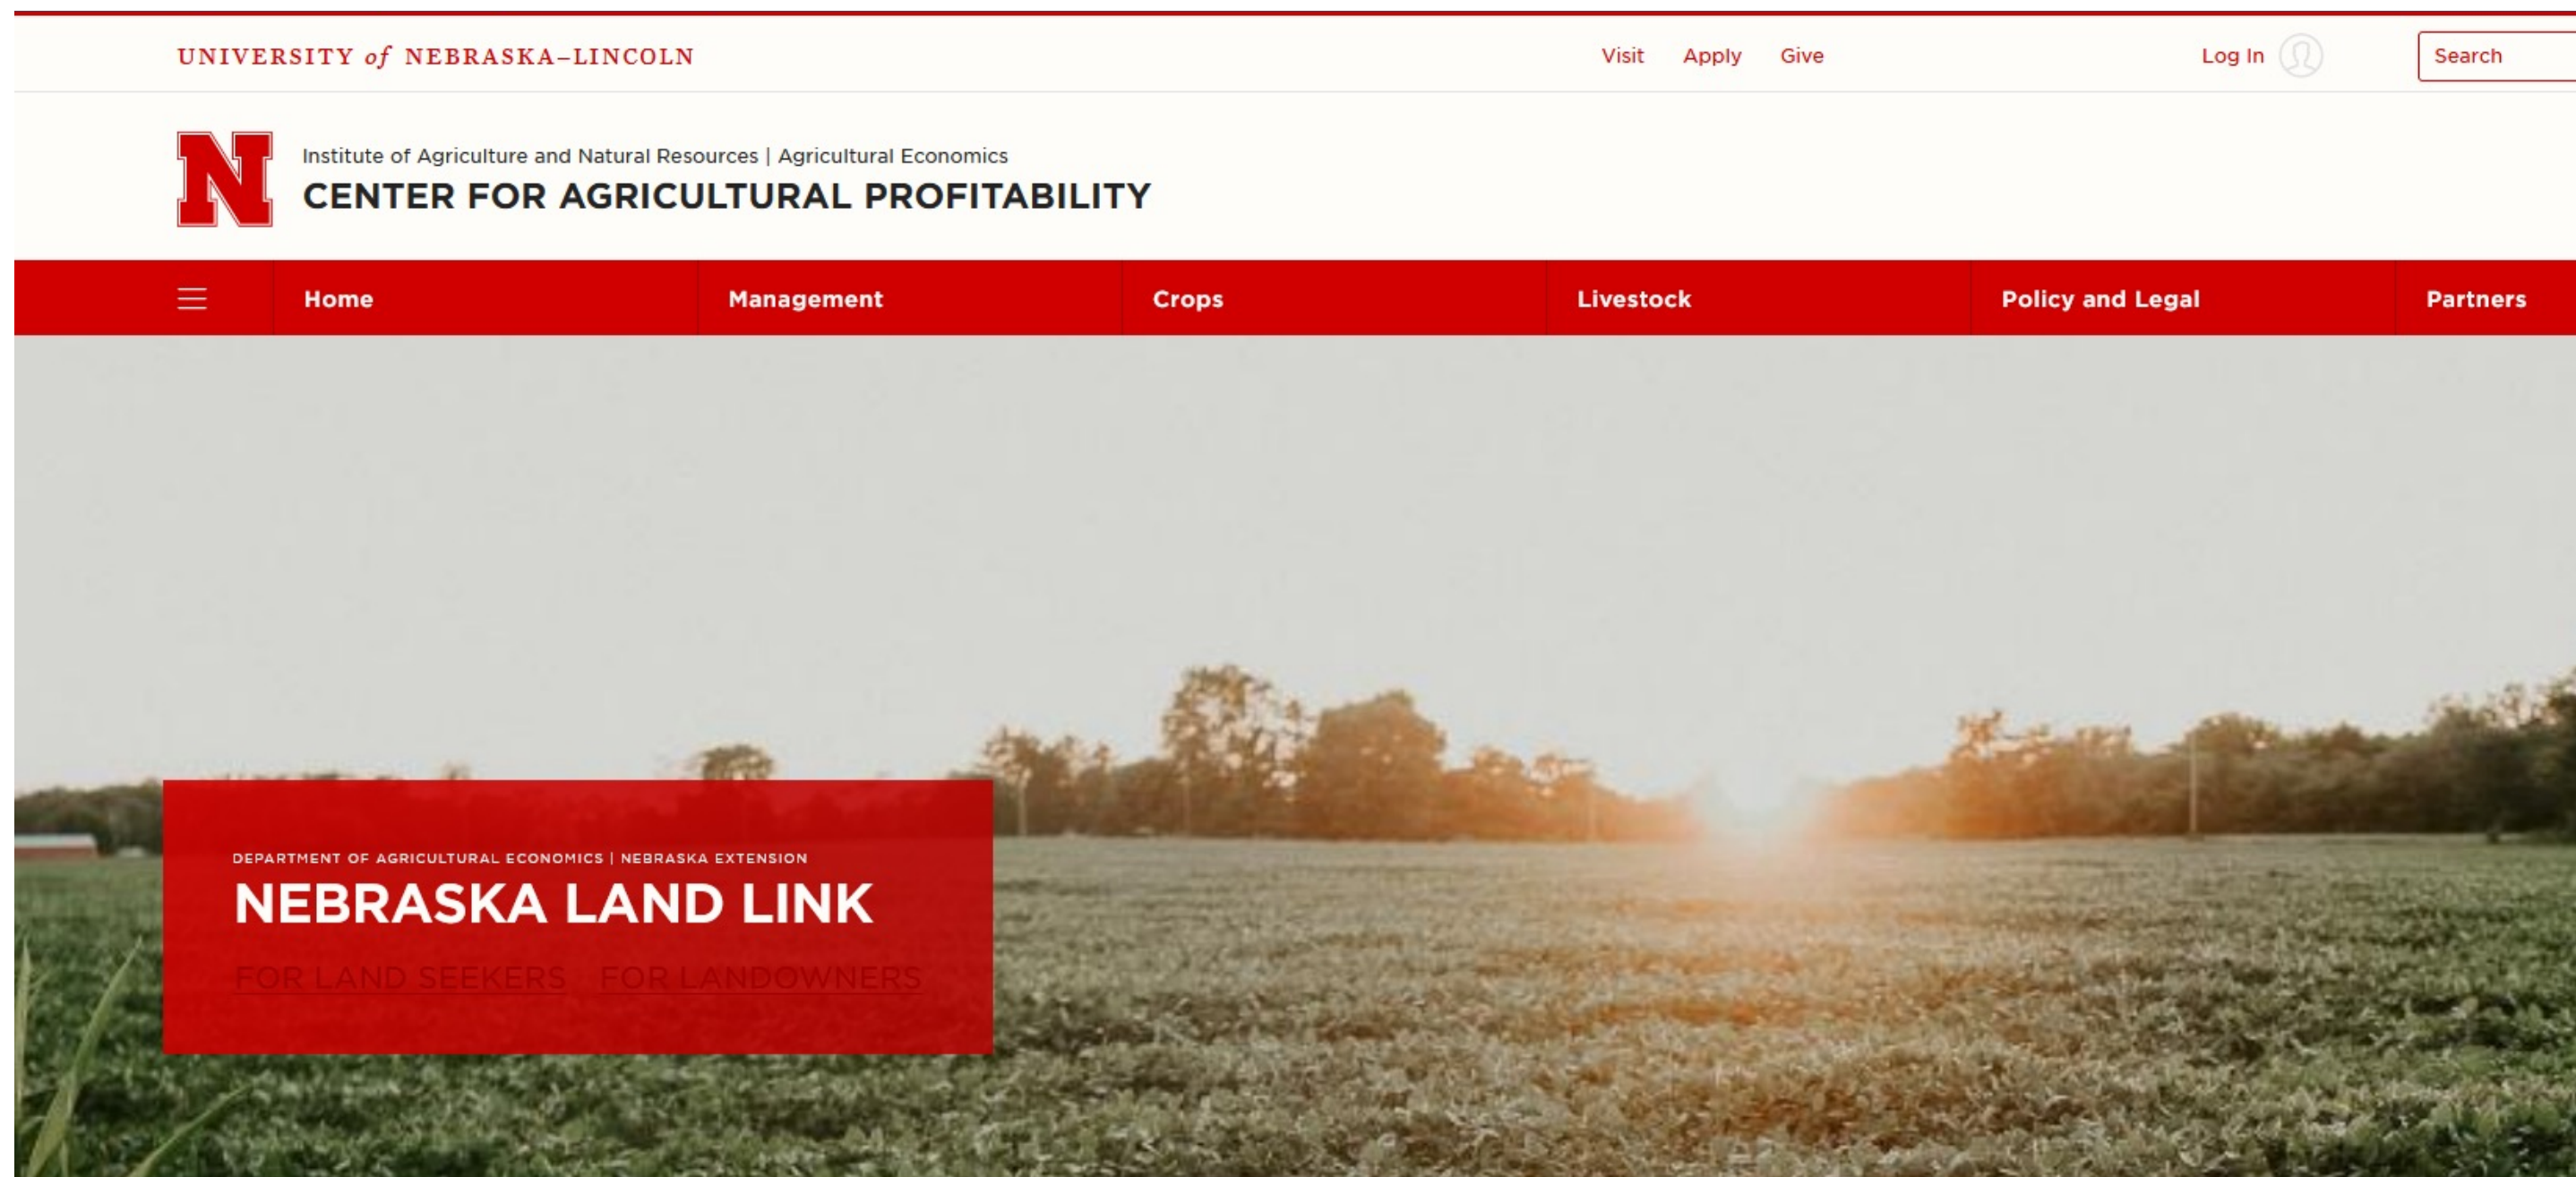 UNIVERSITY of NEBRASKA–LINCOLN
Visit Apply Give
Log In
Search
N
Institute of Agriculture and Natural Resources | Agricultural Economics
CENTER FOR AGRICULTURAL PROFITABILITY
Home Management Crops Livestock Policy and Legal Partners
DEPARTMENT OF AGRICULTURAL ECONOMICS | NEBRASKA EXTENSION
NEBRASKA LAND LINK
FOR LAND SEEKERS FOR LANDOWNERS